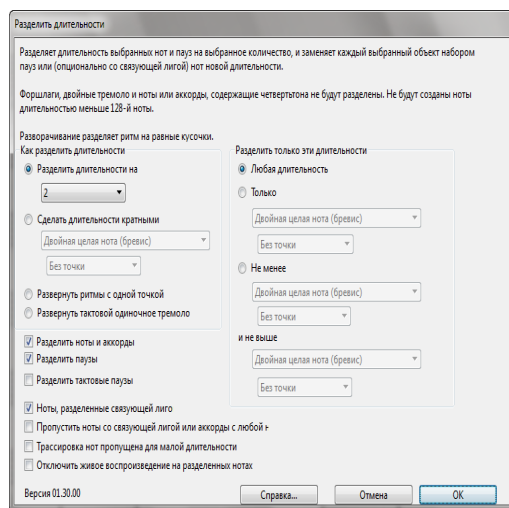 Разделить длительности
Разделяет длительность выбранных нот и пауз на выбранное количество, и заменяет каждый выбранный объект набором
пауз или (опционально со связующей лигой) нот новой длительности.
Форшлаги, двойные тремоло и ноты или аккорды, содержащие четвертьтона не будут разделены. Не будут созданы ноты
длительностью меньше 128-й ноты.
Разворачивание разделяет ритм на равные кусочки.
Как разделить длительности
Разделить длительности на
2
Сделать длительности кратными
Двойная целая нота (бревис)
Без точки
Развернуть ритмы с одной точкой
Развернуть тактовой одиночное тремоло
Разделить ноты и аккорды
Разделить паузы
Разделить тактовые паузы
Ноты, разделенные связующей лиго
Пропустить ноты со связующей лигой или аккорды с любой н
Трассировка нот пропущена для малой длительности
Отключить живое воспроизведение на разделенных нотах
Разделить только эти длительности
Любая длительность
Только
Двойная целая нота (бревис)
Без точки
Не менее
Двойная целая нота (бревис)
Без точки
и не выше
Двойная целая нота (бревис)
Без точки
Версия 01.30.00
Справка...
Отмена
OK